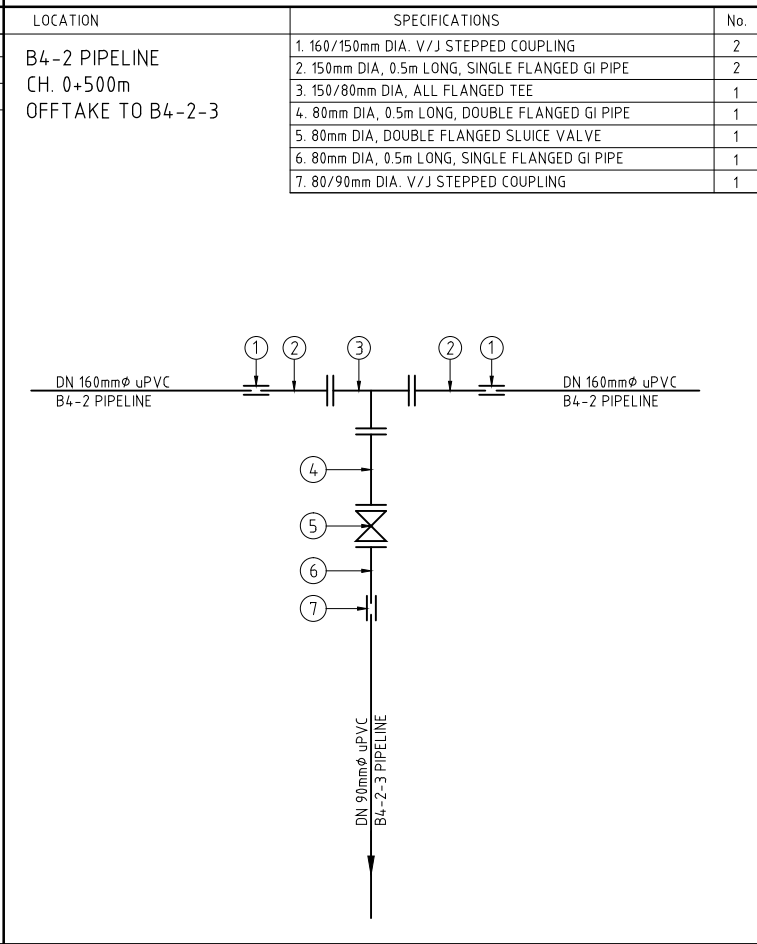 LOCATION SPECIFICATIONS No.
B4-2 PIPELINE
CH. 0+500m
OFFTAKE TO B4-2-3
1. 160/150mm DIA. V/J STEPPED COUPLING 2
2. 150mm DIA, 0.5m LONG, SINGLE FLANGED GI PIPE 2
3. 150/80mm DIA, ALL FLANGED TEE 1
4. 80mm DIA, 0.5m LONG, DOUBLE FLANGED GI PIPE 1
5. 80mm DIA, DOUBLE FLANGED SLUICE VALVE 1
6. 80mm DIA, 0.5m LONG, SINGLE FLANGED GI PIPE 1
7. 80/90mm DIA. V/J STEPPED COUPLING 1
1 2 3 2 1
DN 160mmϕ uPVC
B4-2 PIPELINE
DN 160mmϕ uPVC
B4-2 PIPELINE
4
5
6
7
DN 90mmϕ uPVC
B4-2-3 PIPELINE